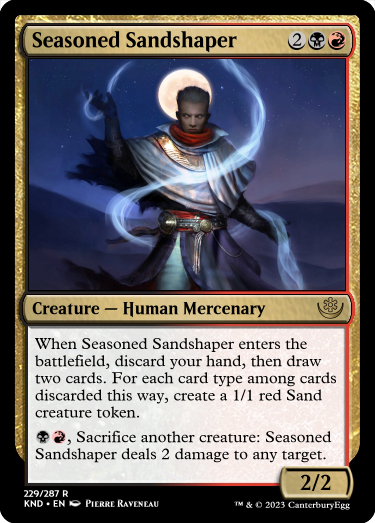 Seasoned Sandshaper 2
Creature — Human Mercenary
When Seasoned Sandshaper enters the
battlefield, discard your hand, then draw
two cards. For each card type among cards
discarded this way, create a 1/1 red Sand
creature token.
, Sacrifice another creature: Seasoned
Sandshaper deals 2 damage to any target.
2/2
229/287 R
KND • EN Pierre Raveneau
™ & © 2023 CanterburyEgg